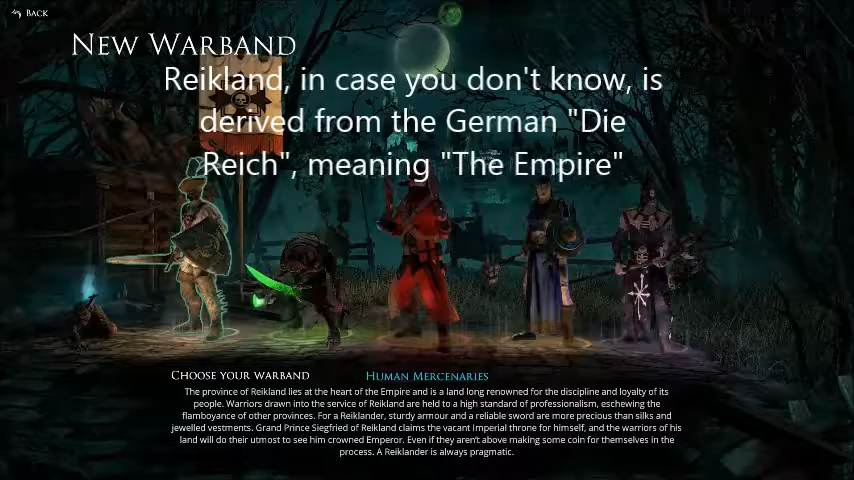 BACK
NEW WARBAND
Reikland, in case you don't know, is
derived from the German "Die
Reich", meaning "The Empire"
CHOOSE YOUR WARBAND
HUMAN MERCENARIES
The province of Reikland lies at the heart of the Empire and is a land long renowned for the discipline and loyalty of its
people. Warriors drawn into the service of Reikland are held to a high standard of professionalism, eschewing the
flamboyance of other provinces. For a Reiklander, sturdy armour and a reliable sword are more precious than silks and
jewelled vestments. Grand Prince Siegfried of Reikland claims the vacant Imperial throne for himself, and the warriors of his
land will do their utmost to see him crowned Emperor. Even if they aren't above making some coin for themselves in the
process. A Reiklander is always pragmatic.